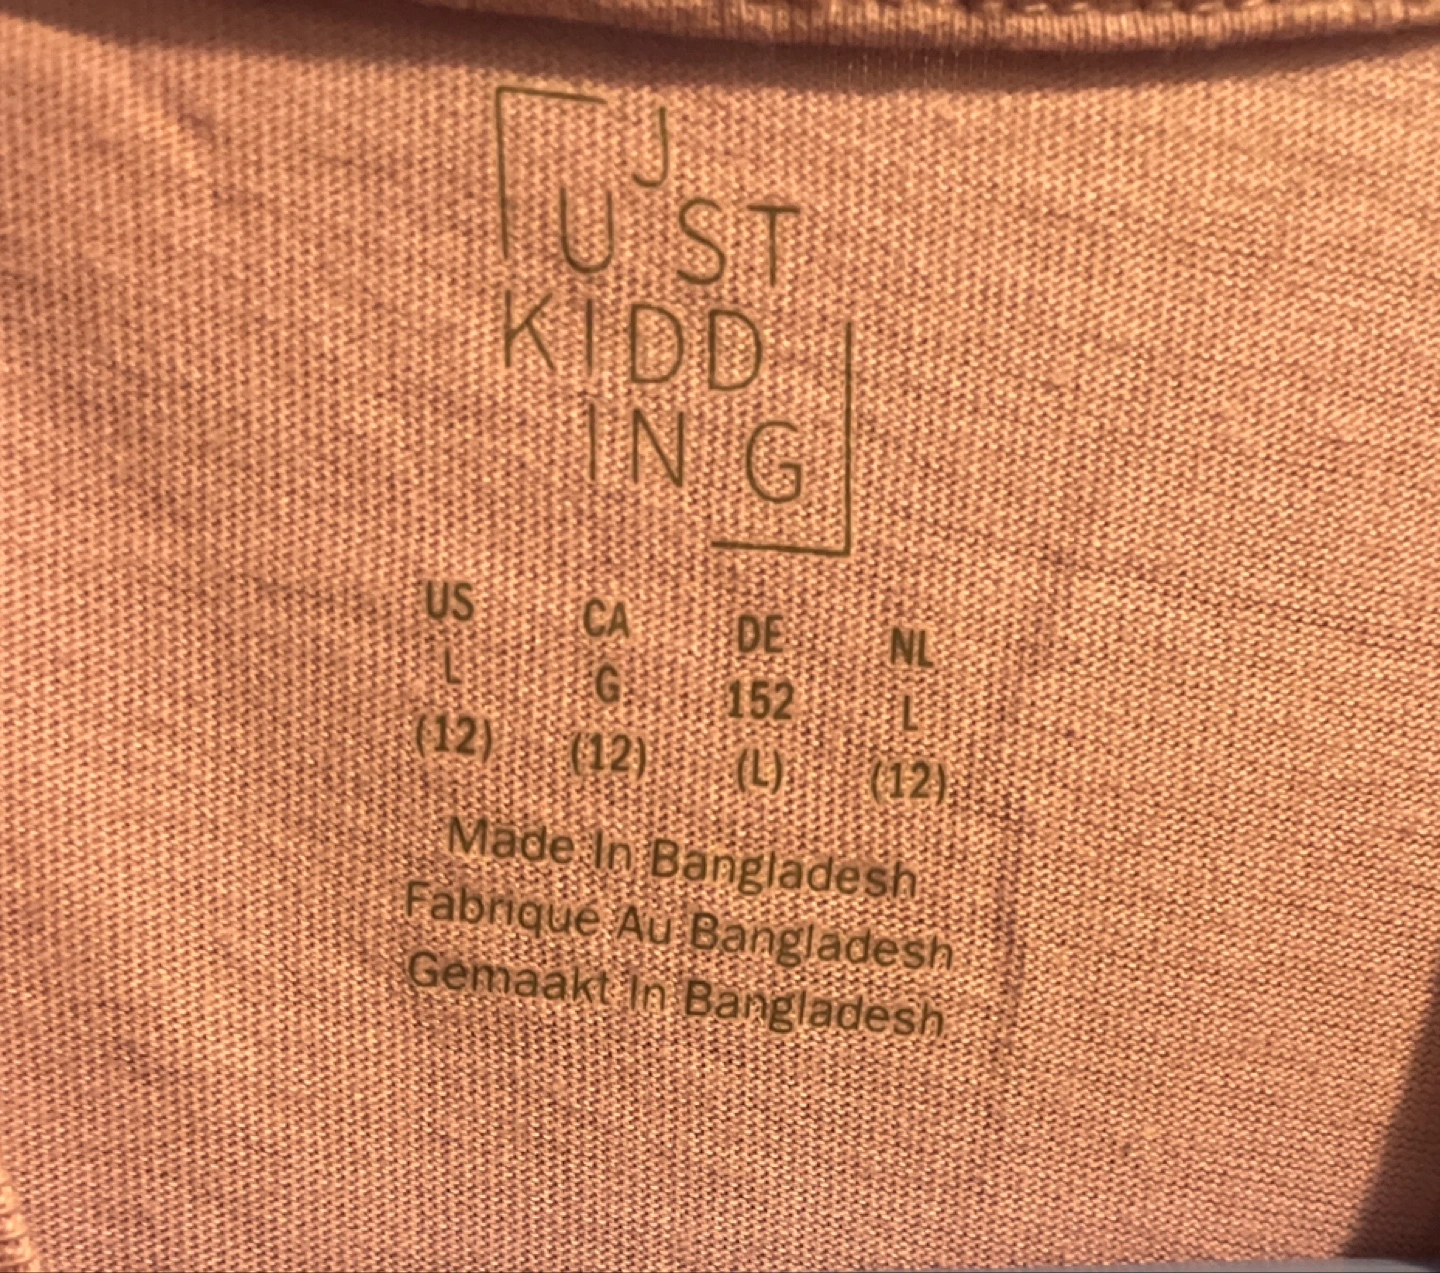 J
U ST
KIDD
IN G
US CA DE NL
L G 152 L
(12) (12) (L) (12)
Made In Bangladesh
Fabrique Au Bangladesh
Gemaakt In Bangladesh